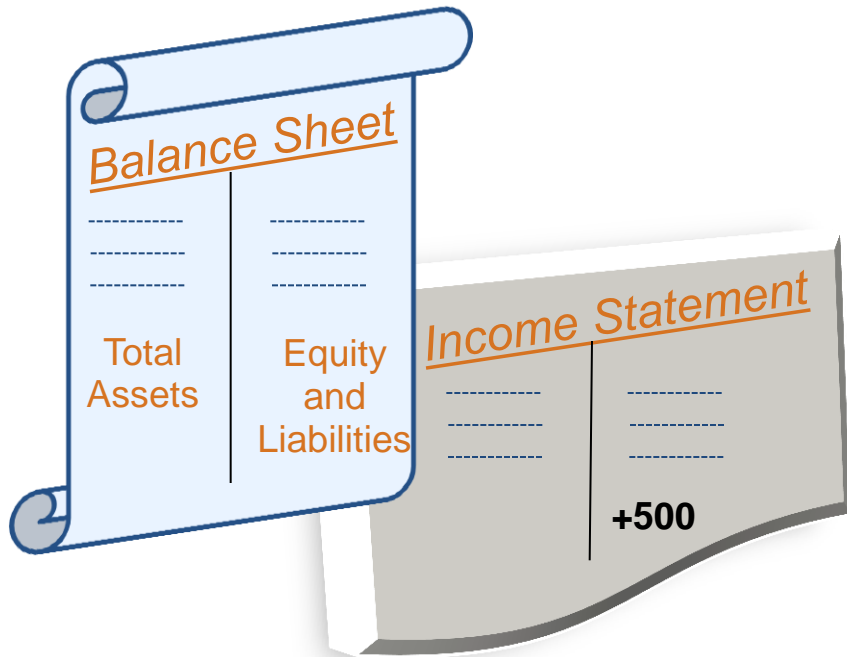 Balance Sheet
Total
Assets
Equity
and
Liabilities
Income Statement
+500